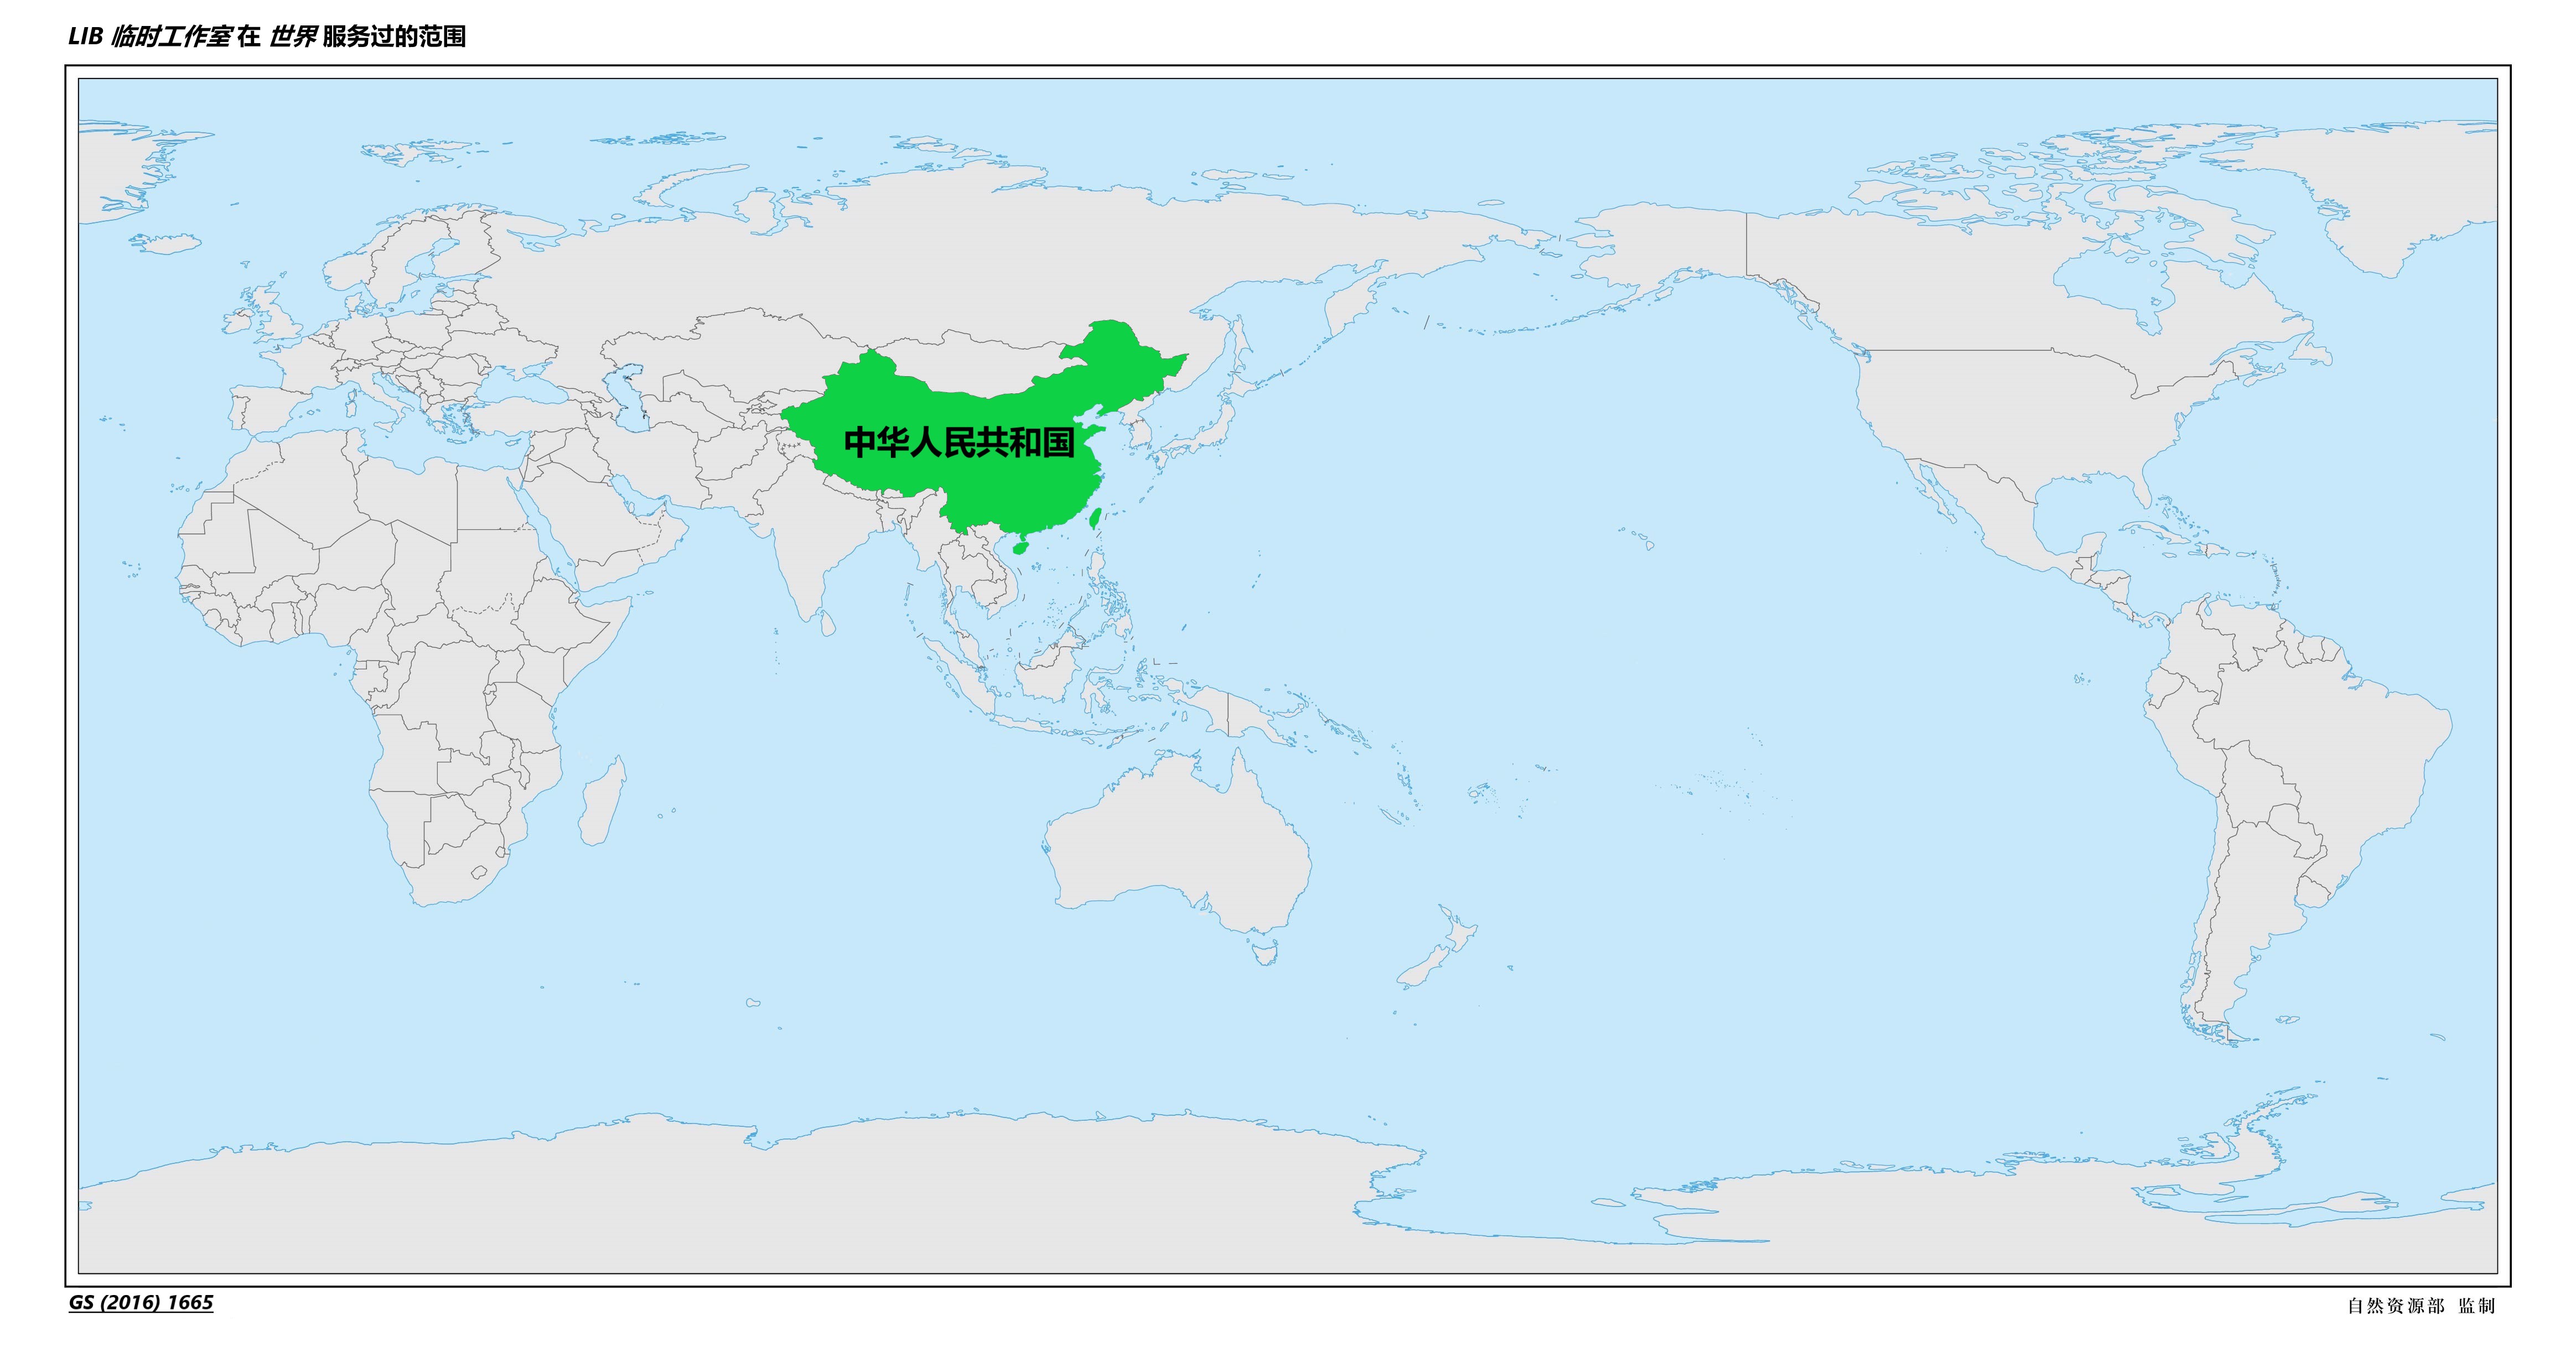 LIB 临时工作室 在 世界 服务过的范围
中华人民共和国
GS (2016) 1665
自然资源部 监制